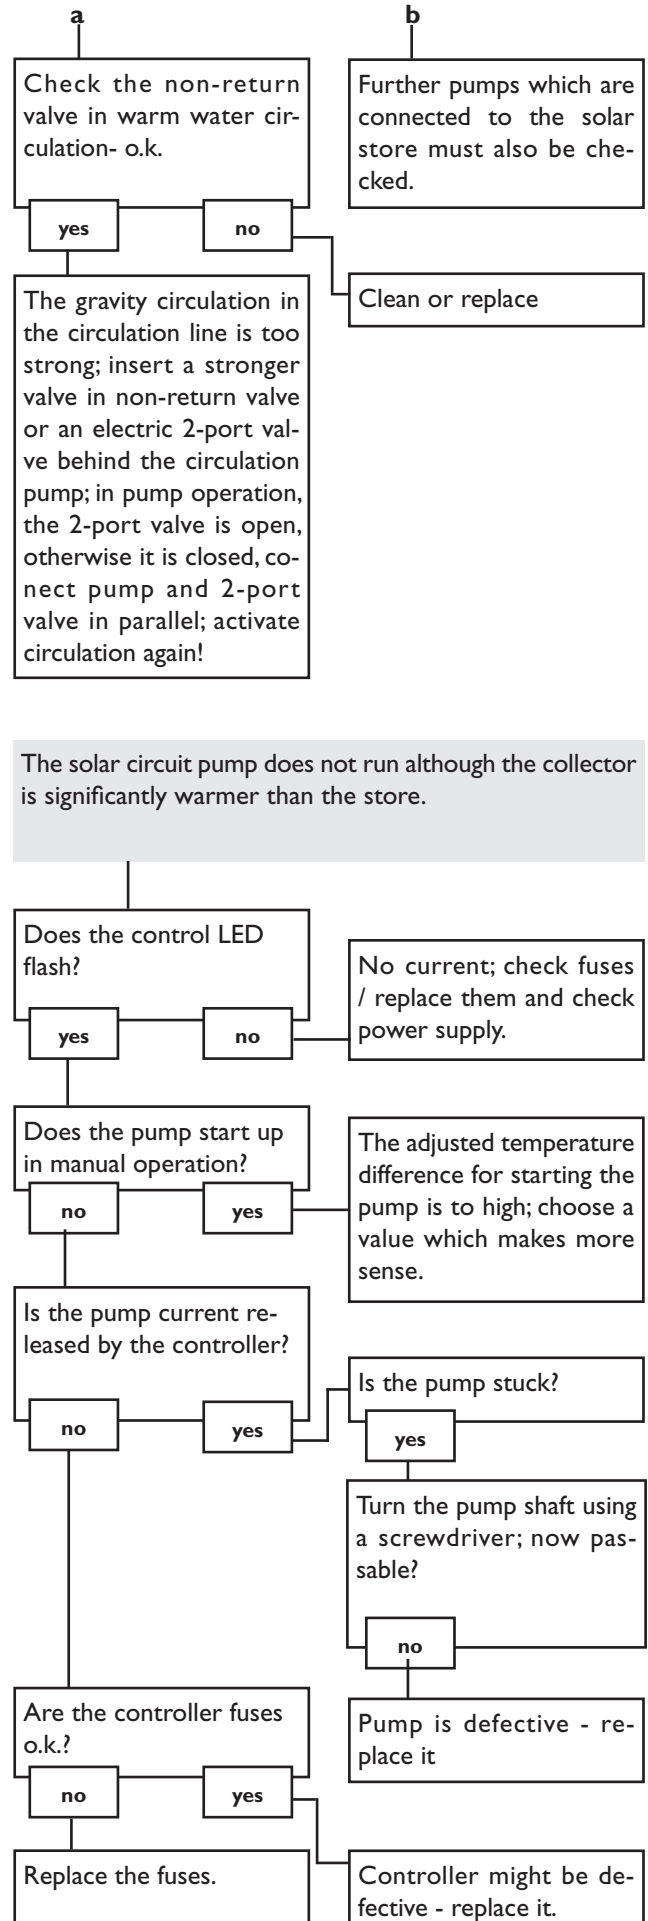 a
Check the non-return
valve in warm water cir-
culation- o.k.
yes
no
The gravity circulation in
the circulation line is too
strong; insert a stronger
valve in non-return valve
or an electric 2-port val-
ve behind the circulation
pump; in pump operation,
the 2-port valve is open,
otherwise it is closed, co-
nect pump and 2-port
valve in parallel; activate
circulation again!
b
Further pumps which are
connected to the solar
store must also be che-
cked.
Clean or replace
The solar circuit pump does not run although the collector
is significantly warmer than the store.
Does the control LED
flash?
yes
no
No current; check fuses
/ replace them and check
power supply.
Does the pump start up
in manual operation?
no
yes
The adjusted temperature
difference for starting the
pump is to high; choose a
value which makes more
sense.
Is the pump current re-
leased by the controller?
no
yes
Is the pump stuck?
yes
Turn the pump shaft using
a screwdriver; now pas-
sable?
no
Pump is defective - re-
place it
Are the controller fuses
o.k.?
no
yes
Replace the fuses.
Controller might be de-
fective - replace it.